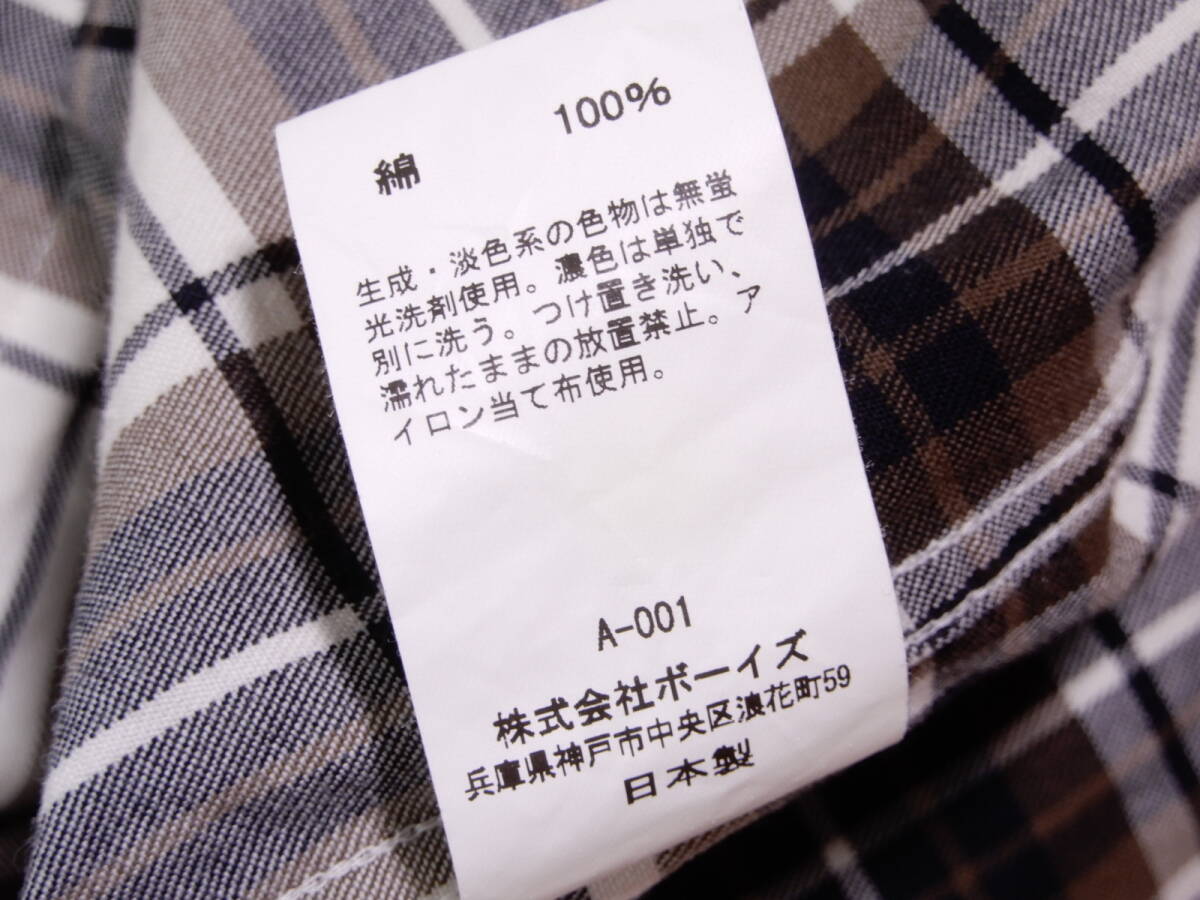 綿 100%
生成・淡色系の色物は無蛍
光洗剤使用。濃色は単独で
別に洗う。つけ置き洗い、
濡れたままの放置禁止。ア
イロン当て布使用。
A-001
株式会社ボーイズ
兵庫県神戸市中央区浪花町59
日本製